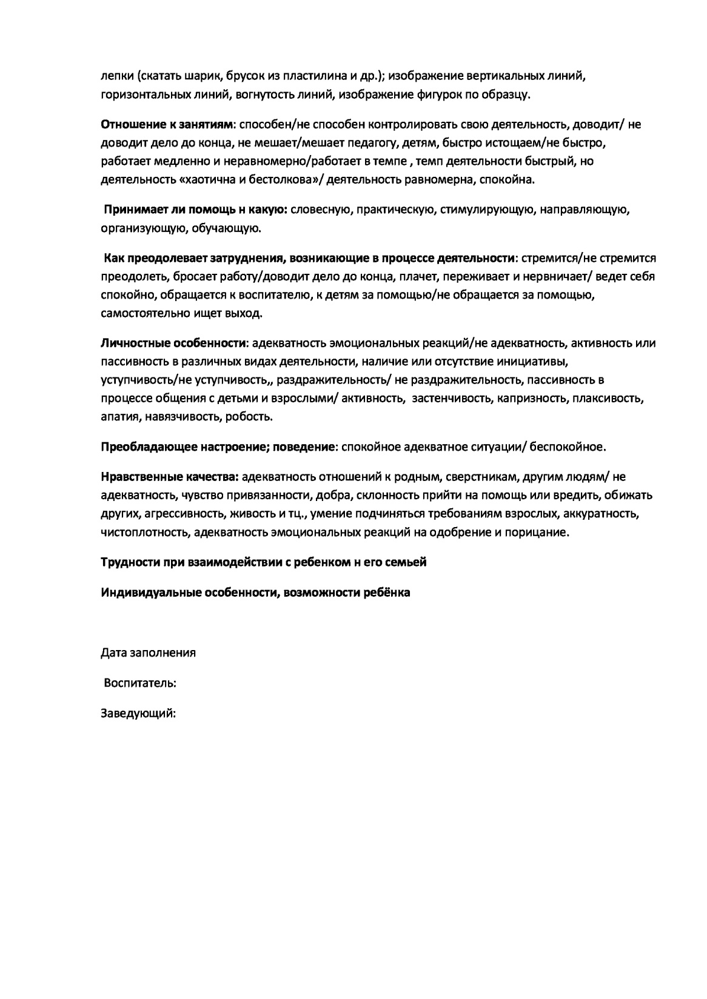 лепки (скатать шарик, брусок из пластилина и др.); изображение вертикальных линий,
горизонтальных линий, вогнутость линий, изображение фигурок по образцу.
Отношение к занятиям: способен/не способен контролировать свою деятельность, доводит/ не
доводит дело до конца, не мешает/мешает педагогу, детям, быстро истощаем/не быстро,
работает медленно и неравномерно/работает в темпе , темп деятельности быстрый, но
деятельность «хаотична и бестолкова»/ деятельность равномерна, спокойна.
Принимает ли помощь н какую: словесную, практическую, стимулирующую, направляющую,
организующую, обучающую.
Как преодолевает затруднения, возникающие в процессе деятельности: стремится/не стремится
преодолеть, бросает работу/доводит дело до конца, плачет, переживает и нервничает/ ведет себя
спокойно, обращается к воспитателю, к детям за помощью/не обращается за помощью,
самостоятельно ищет выход.
Личностные особенности: адекватность эмоциональных реакций/не адекватность, активность или
пассивность в различных видах деятельности, наличие или отсутствие инициативы,
уступчивость/не уступчивость,, раздражительность/ не раздражительность, пассивность в
процессе общения с детьми и взрослыми/ активность,  застенчивость, капризность, плаксивость,
апатия, навязчивость, робость.
Преобладающее настроение; поведение: спокойное адекватное ситуации/ беспокойное.
Нравственные качества: адекватность отношений к родным, сверстникам, другим людям/ не
адекватность, чувство привязанности, добра, склонность прийти на помощь или вредить, обижать
других, агрессивность, живость и тц., умение подчиняться требованиям взрослых, аккуратность,
чистоплотность, адекватность эмоциональных реакций на одобрение и порицание.
Трудности при взаимодействии с ребенком н его семьей
Индивидуальные особенности, возможности ребёнка
Дата заполнения
Воспитатель:
Заведующий: